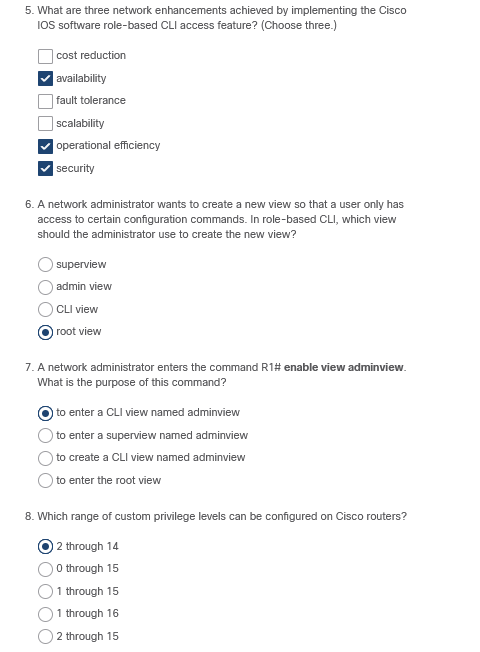 5. What are three network enhancements achieved by implementing the Cisco
IOS software role-based CLI access feature? (Choose three.)
cost reduction
availability
fault tolerance
scalability
operational efficiency
security
6. A network administrator wants to create a new view so that a user only has
access to certain configuration commands. In role-based CLI, which view
should the administrator use to create the new view?
superview
admin view
CLI view
root view
7. A network administrator enters the command R1# enable view adminview.
What is the purpose of this command?
to enter a CLI view named adminview
to enter a superview named adminview
to create a CLI view named adminview
to enter the root view
8. Which range of custom privilege levels can be configured on Cisco routers?
2 through 14
0 through 15
1 through 15
1 through 16
2 through 15